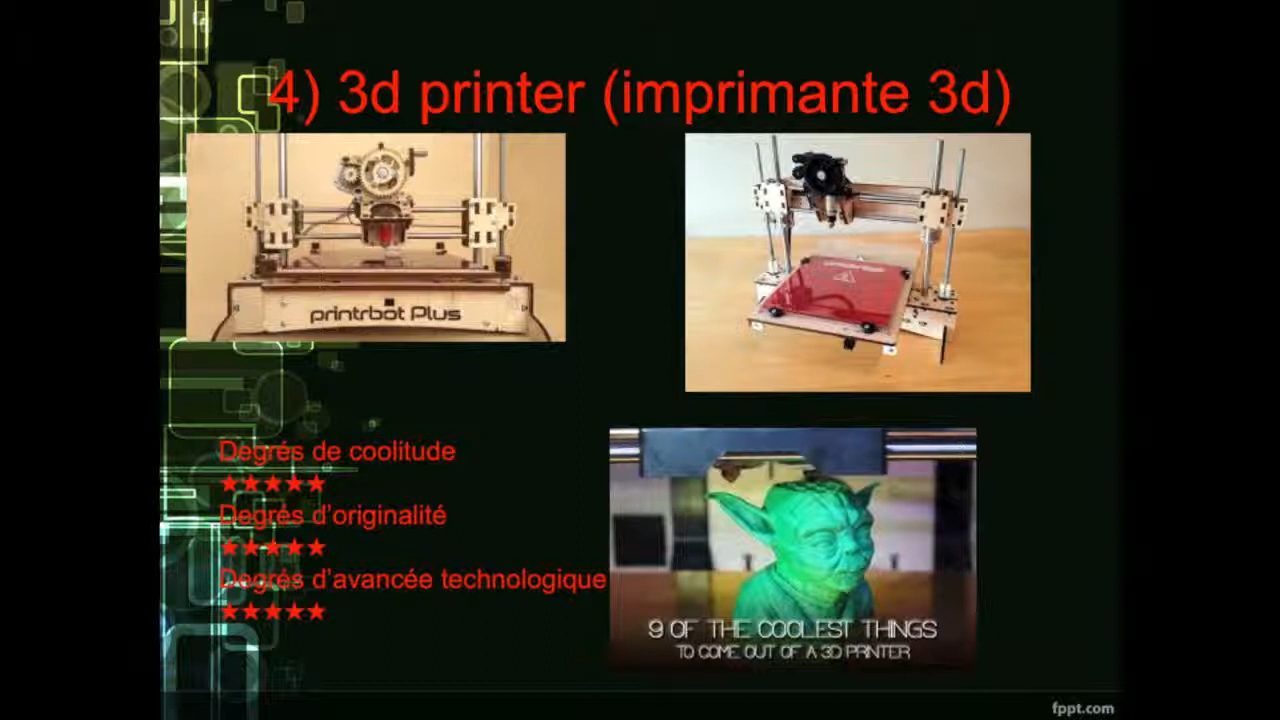 4) 3d printer (imprimante 3d)
printrbot Plus
Degrés de coolitude
★★★★★
Degrés d’originalité
★★★★★
Degrés d’avancée technologique
★★★★★
9 OF THE COOLEST THINGS
TO COME OUT OF A 3D PRINTER
fppt.com